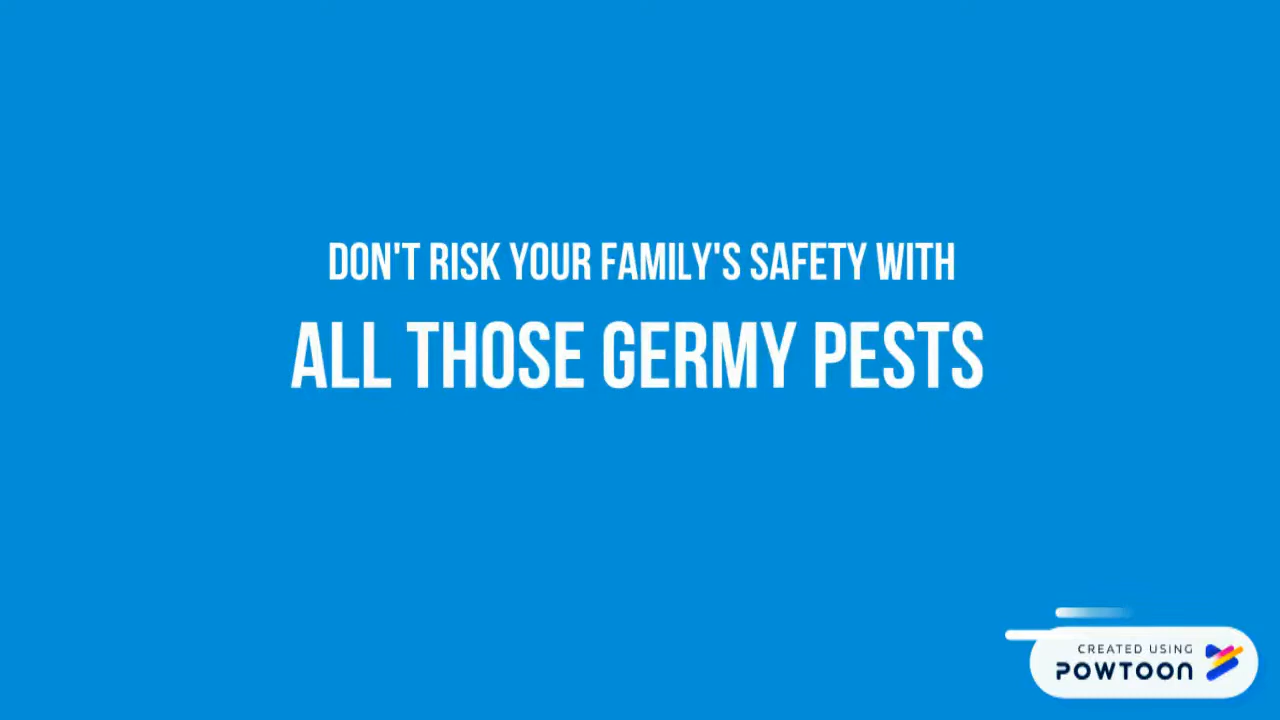 DON'T RISK YOUR FAMILY'S SAFETY WITH
ALL THOSE GERMY PESTS
CREATED USING
POWTOON